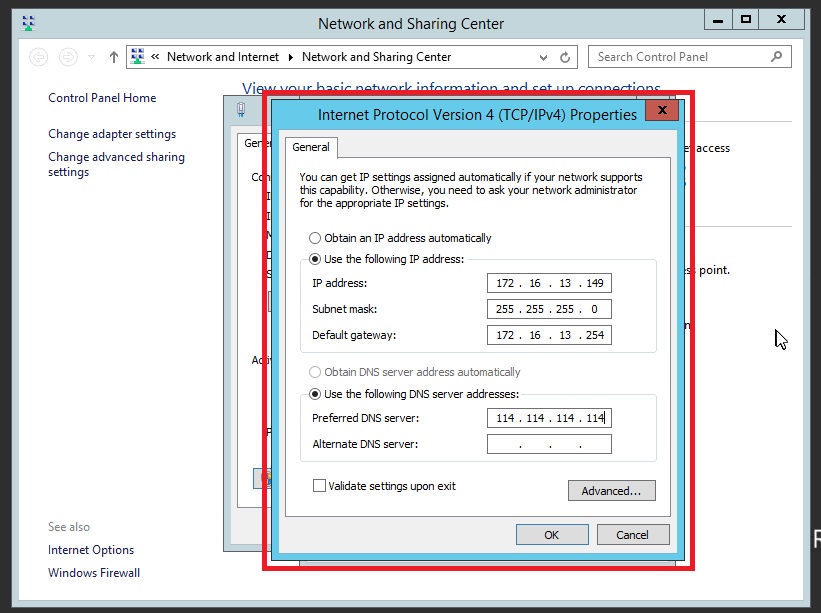 Network and Sharing Center
« Network and Internet ▸ Network and Sharing Center
Search Control Panel
View your basic network information and set up connections
Control Panel Home
Change adapter settings
Change advanced sharing
settings
Internet Protocol Version 4 (TCP/IPv4) Properties
General
You can get IP settings assigned automatically if your network supports
this capability. Otherwise, you need to ask your network administrator
for the appropriate IP settings.
Obtain an IP address automatically
Use the following IP address:
IP address: 172 . 16 . 13 . 149
Subnet mask: 255 . 255 . 255 . 0
Default gateway: 172 . 16 . 13 . 254
Obtain DNS server address automatically
Use the following DNS server addresses:
Preferred DNS server: 114 . 114 . 114 . 114
Alternate DNS server: . . .
Validate settings upon exit
Advanced...
OK
Cancel
access
point.
See also
Internet Options
Windows Firewall